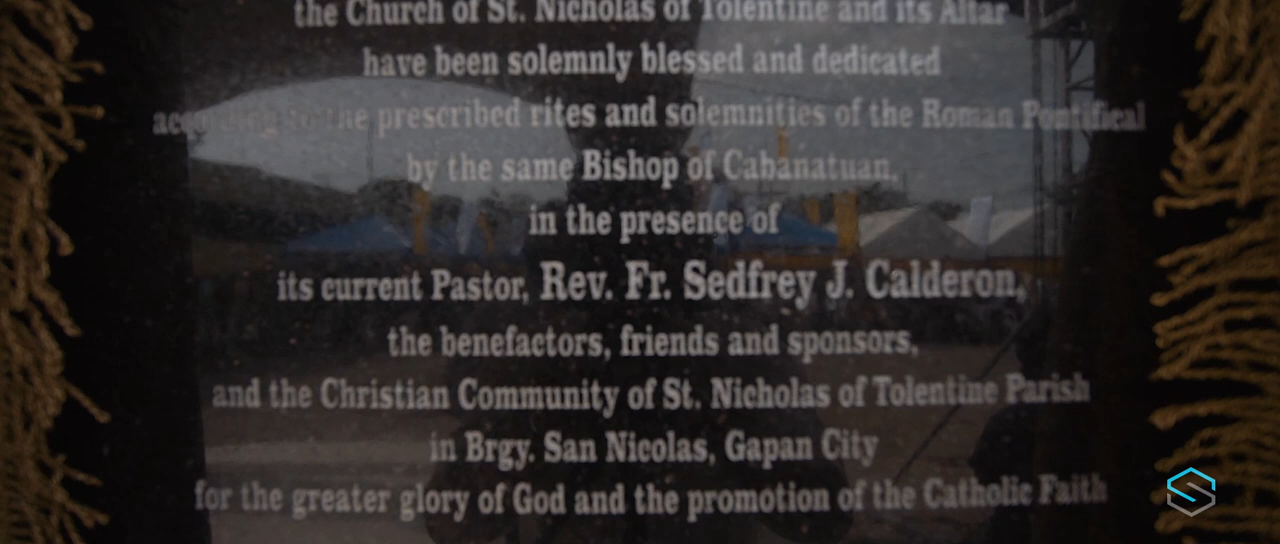 the Church of St. Nicholas of Tolentine and its Altar
have been solemnly blessed and dedicated
according to the prescribed rites and solemnities of the Roman Pontifical
by the same Bishop of Cabanatuan,
in the presence of
its current Pastor, Rev. Fr. Sedfrey J. Calderon,
the benefactors, friends and sponsors,
and the Christian Community of St. Nicholas of Tolentine Parish
in Brgy. San Nicolas, Gapan City
for the greater glory of God and the promotion of the Catholic Faith